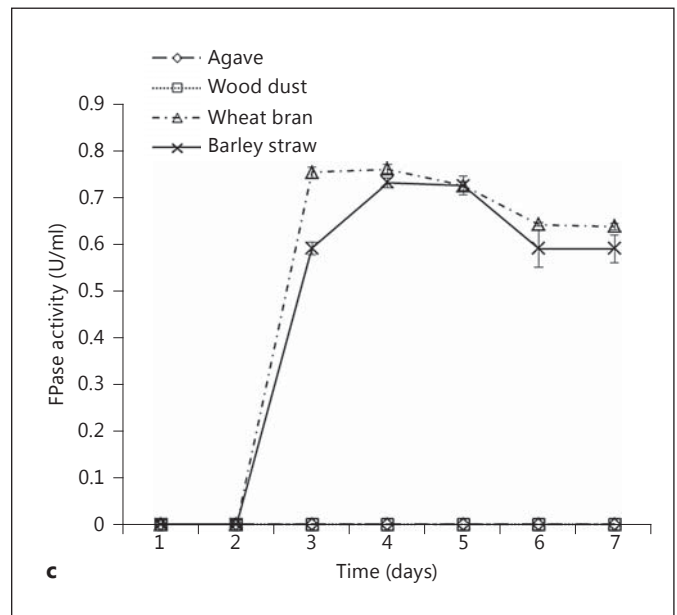 Agave
Wood dust
Wheat bran
Barley straw
0.9
0.8
0.7
0.6
0.5
0.4
0.3
0.2
0.1
0
FPase activity (U/ml)
1 2 3 4 5 6 7
c
Time (days)